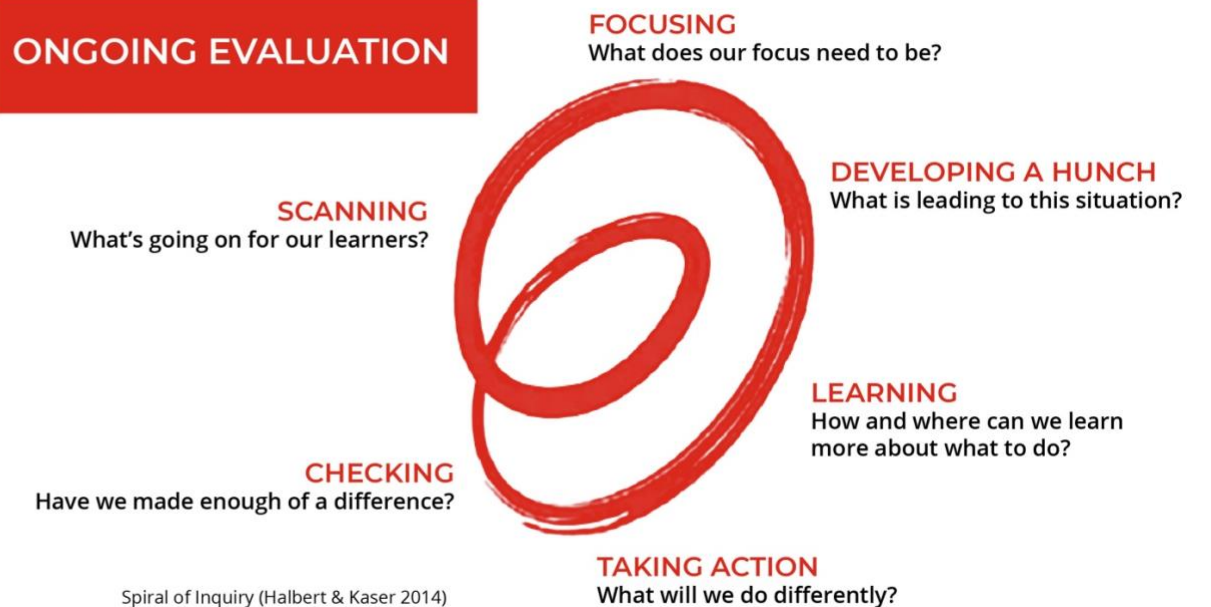 ONGOING EVALUATION
FOCUSING
What does our focus need to be?
DEVELOPING A HUNCH
What is leading to this situation?
SCANNING
What's going on for our learners?
LEARNING
How and where can we learn
more about what to do?
CHECKING
Have we made enough of a difference?
TAKING ACTION
What will we do differently?
Spiral of Inquiry (Halbert & Kaser 2014)